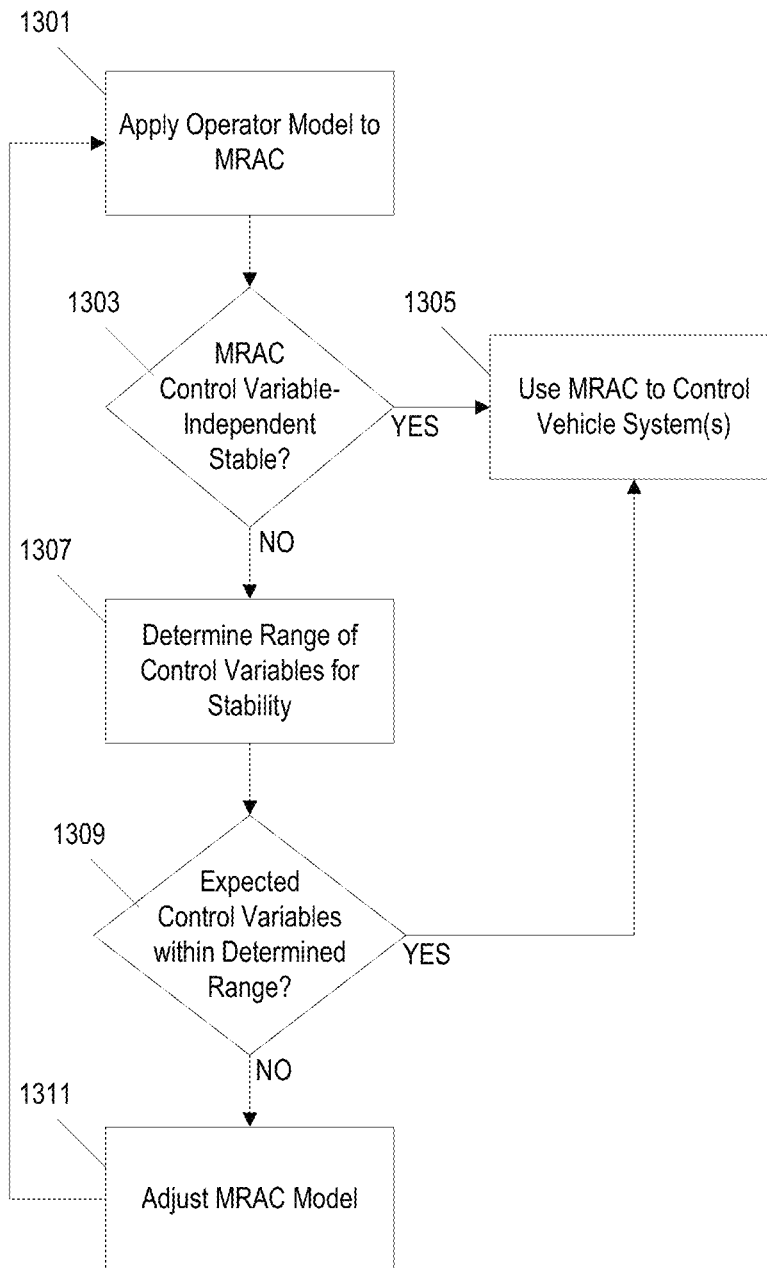 1301
Apply Operator Model to
MRAC
1303
MRAC
Control Variable-
Independent
Stable?
YES
1305
Use MRAC to Control
Vehicle System(s)
NO
1307
Determine Range of
Control Variables for
Stability
1309
Expected
Control Variables
within Determined
Range?
YES
NO
1311
Adjust MRAC Model